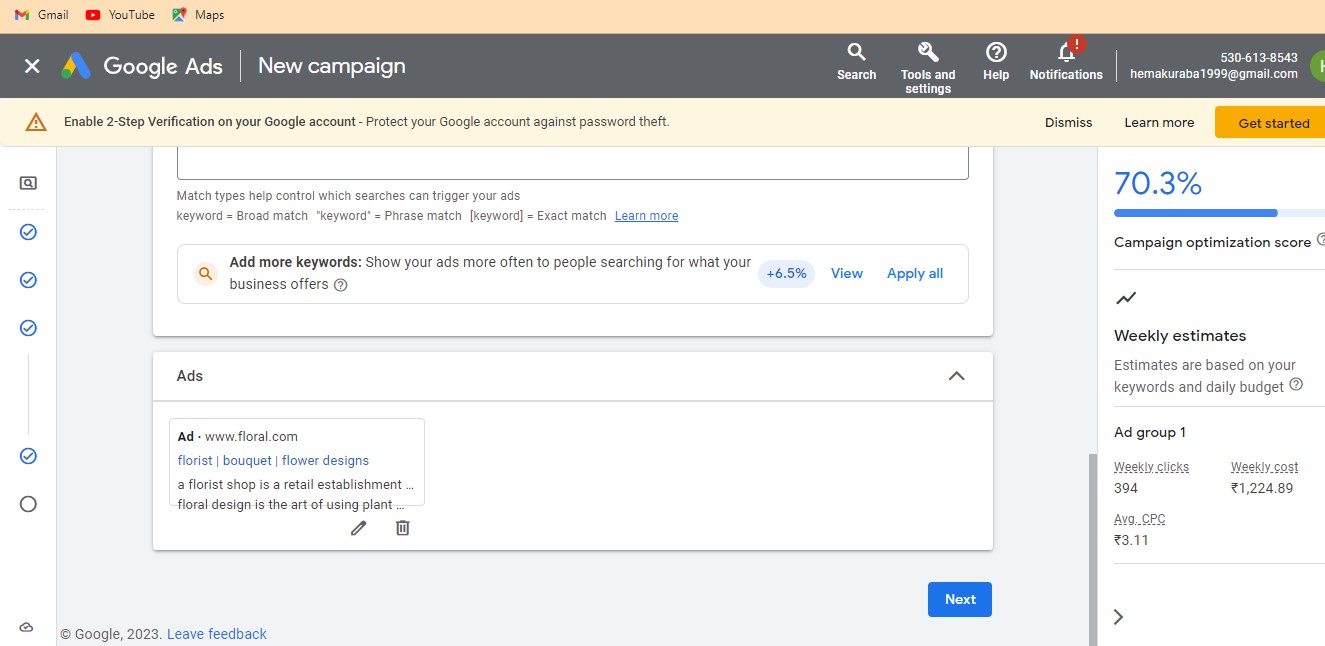 Gmail YouTube Maps
Google Ads New campaign
Search
Tools and settings
Help
Notifications
!
530-613-8543
hemakuraba1999@gmail.com
H
Enable 2-Step Verification on your Google account - Protect your Google account against password theft.
Dismiss Learn more Get started
Match types help control which searches can trigger your ads
keyword = Broad match "keyword" = Phrase match [keyword] = Exact match Learn more
Add more keywords: Show your ads more often to people searching for what your
business offers
+6.5% View Apply all
Ads
Ad · www.floral.com
florist | bouquet | flower designs
a florist shop is a retail establishment ...
floral design is the art of using plant ...
Next
© Google, 2023. Leave feedback
70.3%
Campaign optimization score
Weekly estimates
Estimates are based on your
keywords and daily budget
Ad group 1
Weekly clicks Weekly cost
394 ₹1,224.89
Avg. CPC
₹3.11